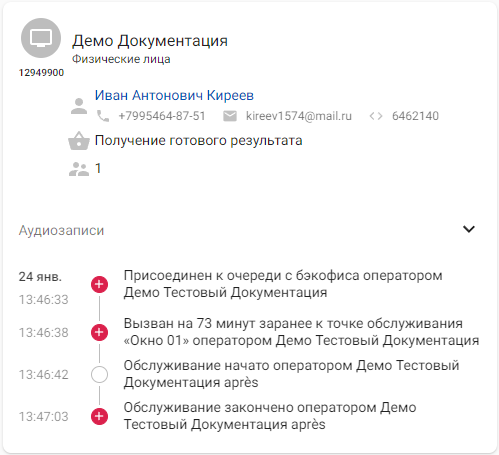 Демо Документация
Физические лица
12949900
Иван Антонович Киреев
+7995464-87-51 kireev1574@mail.ru 6462140
Получение готового результата
1
Аудиозаписи
24 янв.
13:46:33
Присоединен к очереди с бэкофиса оператором
Демо Тестовый Документация
13:46:38
Вызван на 73 минут заранее к точке обслуживания
«Окно 01» оператором Демо Тестовый Документация
13:46:42
Обслуживание начато оператором Демо Тестовый
Документация après
13:47:03
Обслуживание закончено оператором Демо
Тестовый Документация après